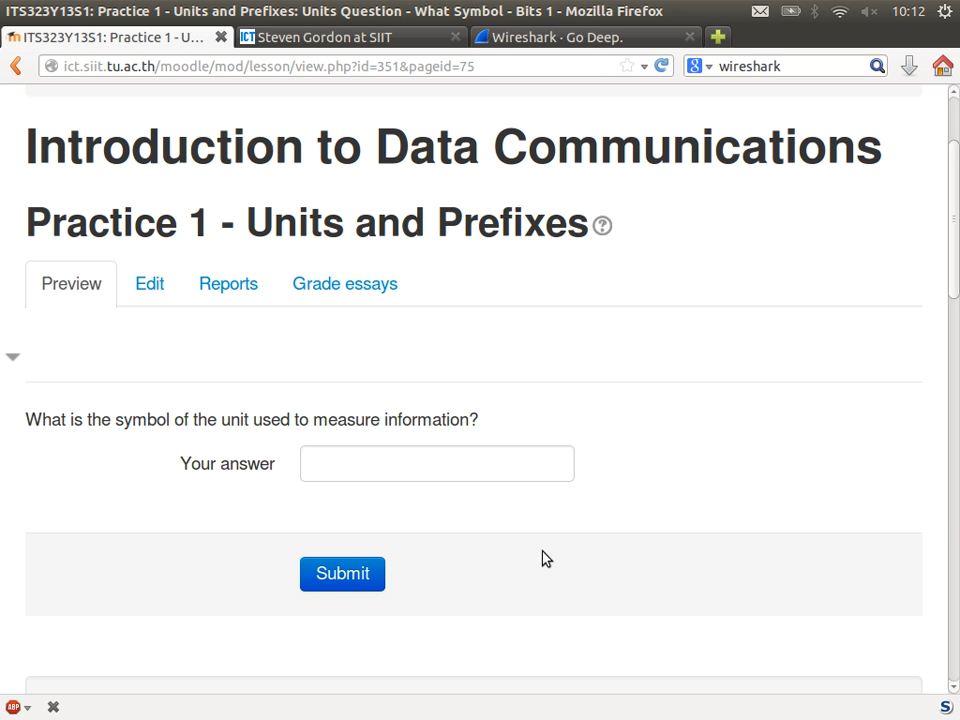 ITS323Y13S1: Practice 1 - Units and Prefixes: Units Question - What Symbol - Bits 1 - Mozilla Firefox
10:12
ITS323Y13S1: Practice 1 - U...
ICT Steven Gordon at SIIT
Wireshark · Go Deep.
ict.siit.tu.ac.th/moodle/mod/lesson/view.php?id=351&pageid=75
8 wireshark
Introduction to Data Communications
Practice 1 - Units and Prefixes ?
Preview
Edit
Reports
Grade essays
What is the symbol of the unit used to measure information?
Your answer
Submit
ABP
S